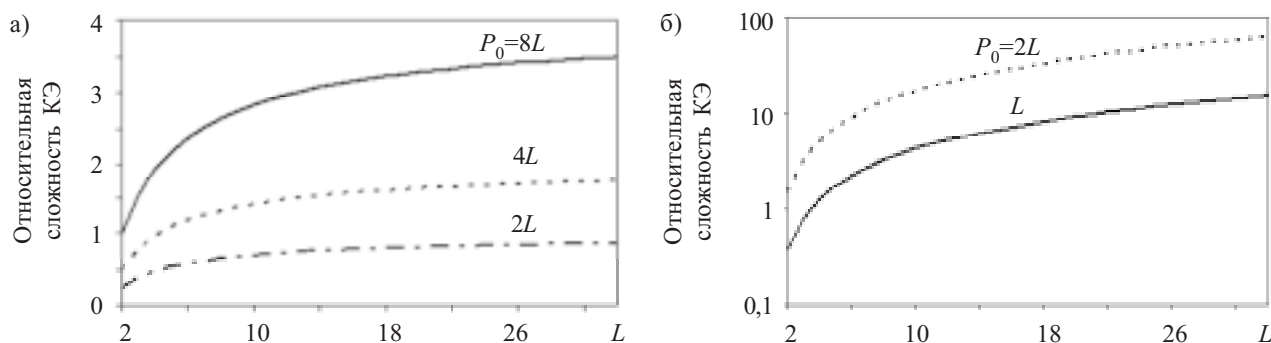 а)
Относительная
сложность КЭ
4
3
2
1
0
P₀=8L
4L
2L
2
10
18
26
L
б)
Относительная
сложность КЭ
100
10
1
0,1
P₀=2L
L
2
10
18
26
L